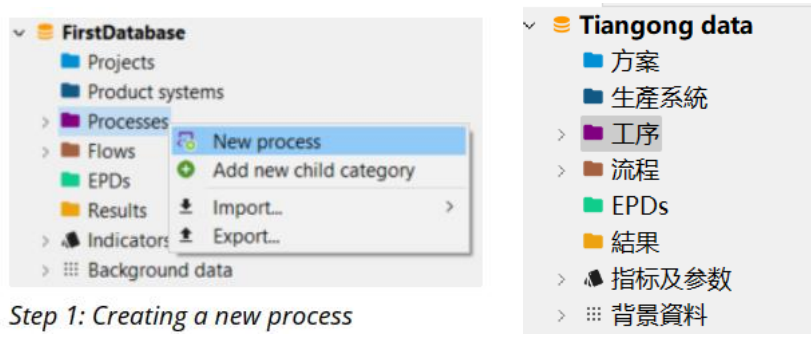 FirstDatabase
Projects
Product systems
Processes
Flows
EPDs
Results
Indicators
Background data
New process
Add new child category
Import...
Export...
Step 1: Creating a new process
Tiangong data
方案
生產系統
工序
流程
EPDs
結果
指标及参数
背景資料